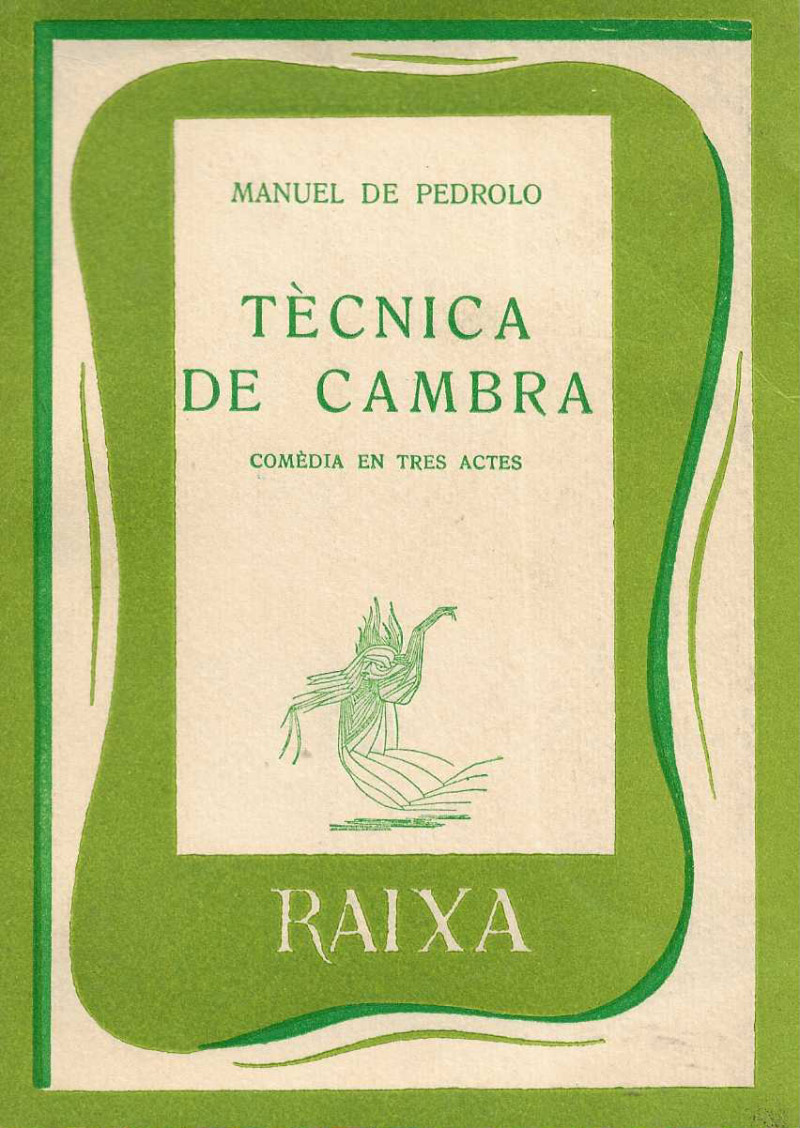 MANUEL DE PEDROLO
TÈCNICA
DE CAMBRA
COMÈDIA EN TRES ACTES
RAIXA